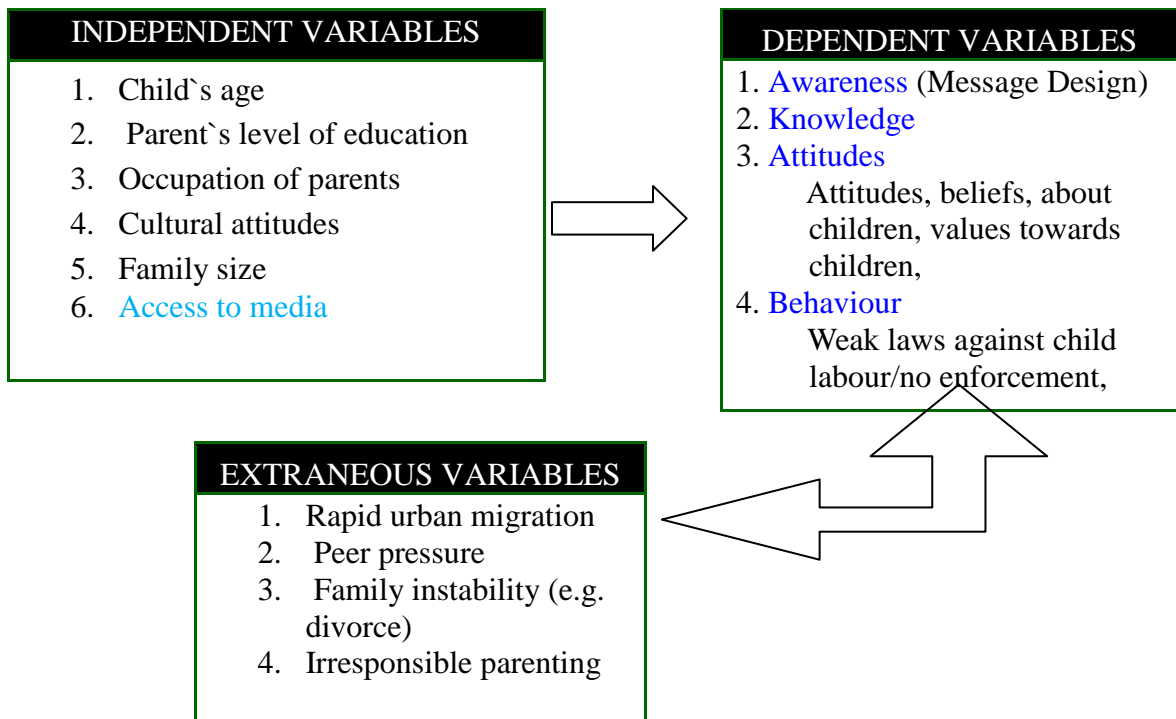 INDEPENDENT VARIABLES
1. Child`s age
2. Parent`s level of education
3. Occupation of parents
4. Cultural attitudes
5. Family size
6. Access to media
DEPENDENT VARIABLES
1. Awareness (Message Design)
2. Knowledge
3. Attitudes
Attitudes, beliefs, about
children, values towards
children,
4. Behaviour
Weak laws against child
labour/no enforcement,
EXTRANEOUS VARIABLES
1. Rapid urban migration
2. Peer pressure
3. Family instability (e.g.
divorce)
4. Irresponsible parenting